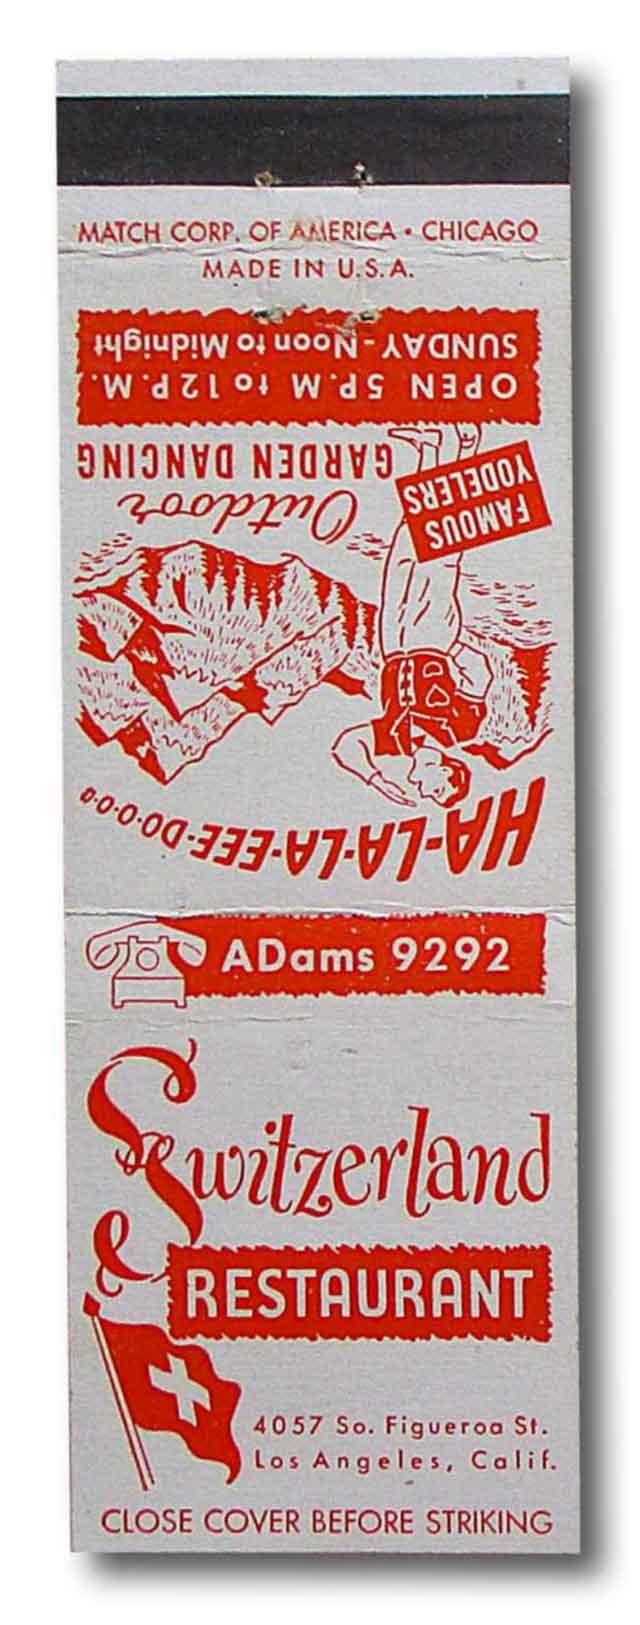 MATCH CORP. OF AMERICA • CHICAGO
MADE IN U.S.A.
HA-LA-LA-EEE-DO-O-O-O
FAMOUS
YODELERS
Outdoor
GARDEN DANCING
OPEN 5P.M to 12P.M.
SUNDAY-Noon to Midnight
ADams 9292
Switzerland
RESTAURANT
4057 So. Figueroa St.
Los Angeles, Calif.
CLOSE COVER BEFORE STRIKING